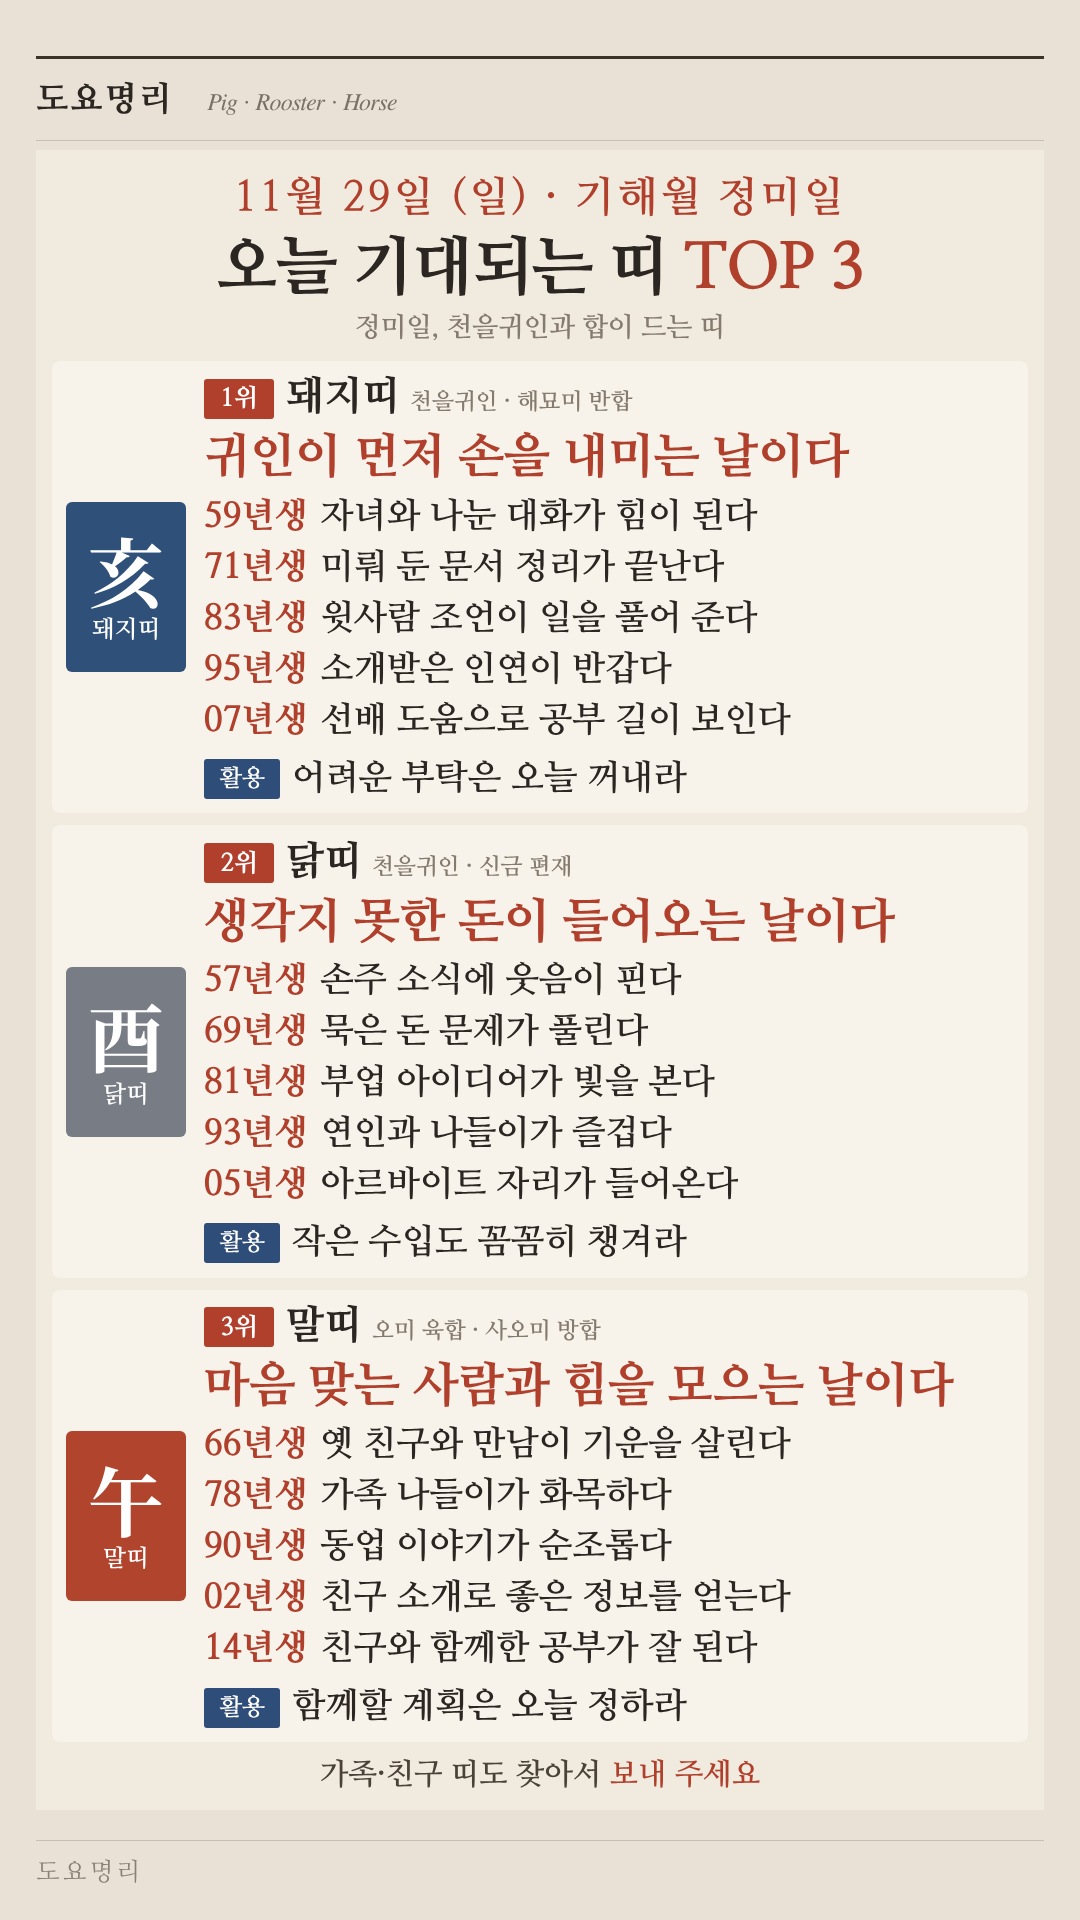 도요명리 Pig · Rooster · Horse
11월 29일 (일) · 기해월 정미일
오늘 기대되는 띠 TOP 3
정미일, 천을귀인과 합이 드는 띠
1위 돼지띠 천을귀인 · 해묘미 반합
귀인이 먼저 손을 내미는 날이다
亥
돼지띠
59년생 자녀와 나눈 대화가 힘이 된다
71년생 미뤄 둔 문서 정리가 끝난다
83년생 윗사람 조언이 일을 풀어 준다
95년생 소개받은 인연이 반갑다
07년생 선배 도움으로 공부 길이 보인다
활용 어려운 부탁은 오늘 꺼내라
2위 닭띠 천을귀인 · 신금 편재
생각지 못한 돈이 들어오는 날이다
酉
닭띠
57년생 손주 소식에 웃음이 핀다
69년생 묵은 돈 문제가 풀린다
81년생 부업 아이디어가 빛을 본다
93년생 연인과 나들이가 즐겁다
05년생 아르바이트 자리가 들어온다
활용 작은 수입도 꼼꼼히 챙겨라
3위 말띠 오미 육합 · 사오미 방합
마음 맞는 사람과 힘을 모으는 날이다
午
말띠
66년생 옛 친구와 만남이 기운을 살린다
78년생 가족 나들이가 화목하다
90년생 동업 이야기가 순조롭다
02년생 친구 소개로 좋은 정보를 얻는다
14년생 친구와 함께한 공부가 잘 된다
활용 함께할 계획은 오늘 정하라
가족·친구 띠도 찾아서 보내 주세요
도요명리